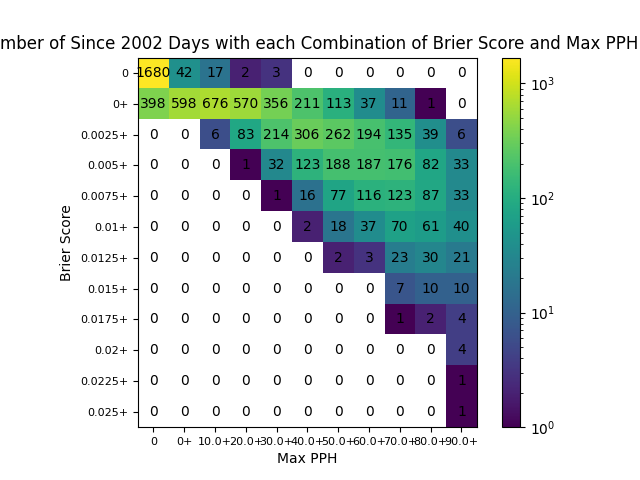 mber of Since 2002 Days with each Combination of Brier Score and Max PPH
0 1680 42 17 2 3 0 0 0 0 0 0
0+ 398 598 676 570 356 211 113 37 11 1 0
0.0025+ 0 0 6 83 214 306 262 194 135 39 6
0.005+ 0 0 0 1 32 123 188 187 176 82 33
0.0075+ 0 0 0 0 1 16 77 116 123 87 33
0.01+ 0 0 0 0 0 2 18 37 70 61 40
0.0125+ 0 0 0 0 0 0 2 3 23 30 21
0.015+ 0 0 0 0 0 0 0 0 7 10 10
0.0175+ 0 0 0 0 0 0 0 0 1 2 4
0.02+ 0 0 0 0 0 0 0 0 0 0 4
0.0225+ 0 0 0 0 0 0 0 0 0 0 1
0.025+ 0 0 0 0 0 0 0 0 0 0 1
0 0+ 10.0+ 20.0+ 30.0+ 40.0+ 50.0+ 60.0+ 70.0+ 80.0+ 90.0+
Max PPH
Brier Score
10³
10²
10¹
10⁰